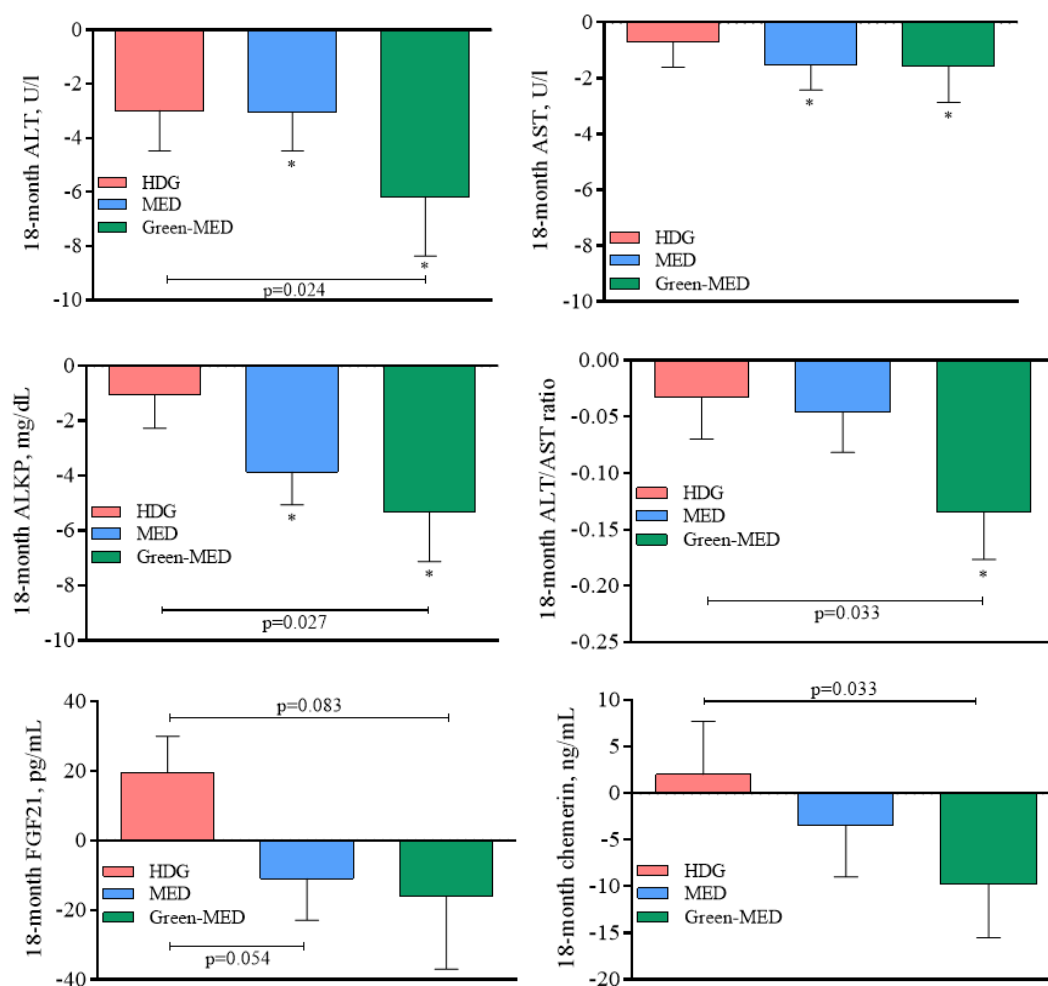 18-month ALT, U/l
0
-2
-4
-6
-8
-10
HDG
MED
Green-MED
*
*
p=0.024
18-month AST, U/l
0
-2
-4
-6
-8
-10
HDG
MED
Green-MED
*
*
18-month ALKP, mg/dL
0
-2
-4
-6
-8
-10
HDG
MED
Green-MED
*
*
p=0.027
18-month ALT/AST ratio
0.00
-0.05
-0.10
-0.15
-0.20
-0.25
HDG
MED
Green-MED
*
p=0.033
18-month FGF21, pg/mL
40
20
0
-20
-40
p=0.083
HDG
MED
Green-MED
p=0.054
18-month chemerin, ng/mL
10
5
0
-5
-10
-15
-20
p=0.033
HDG
MED
Green-MED